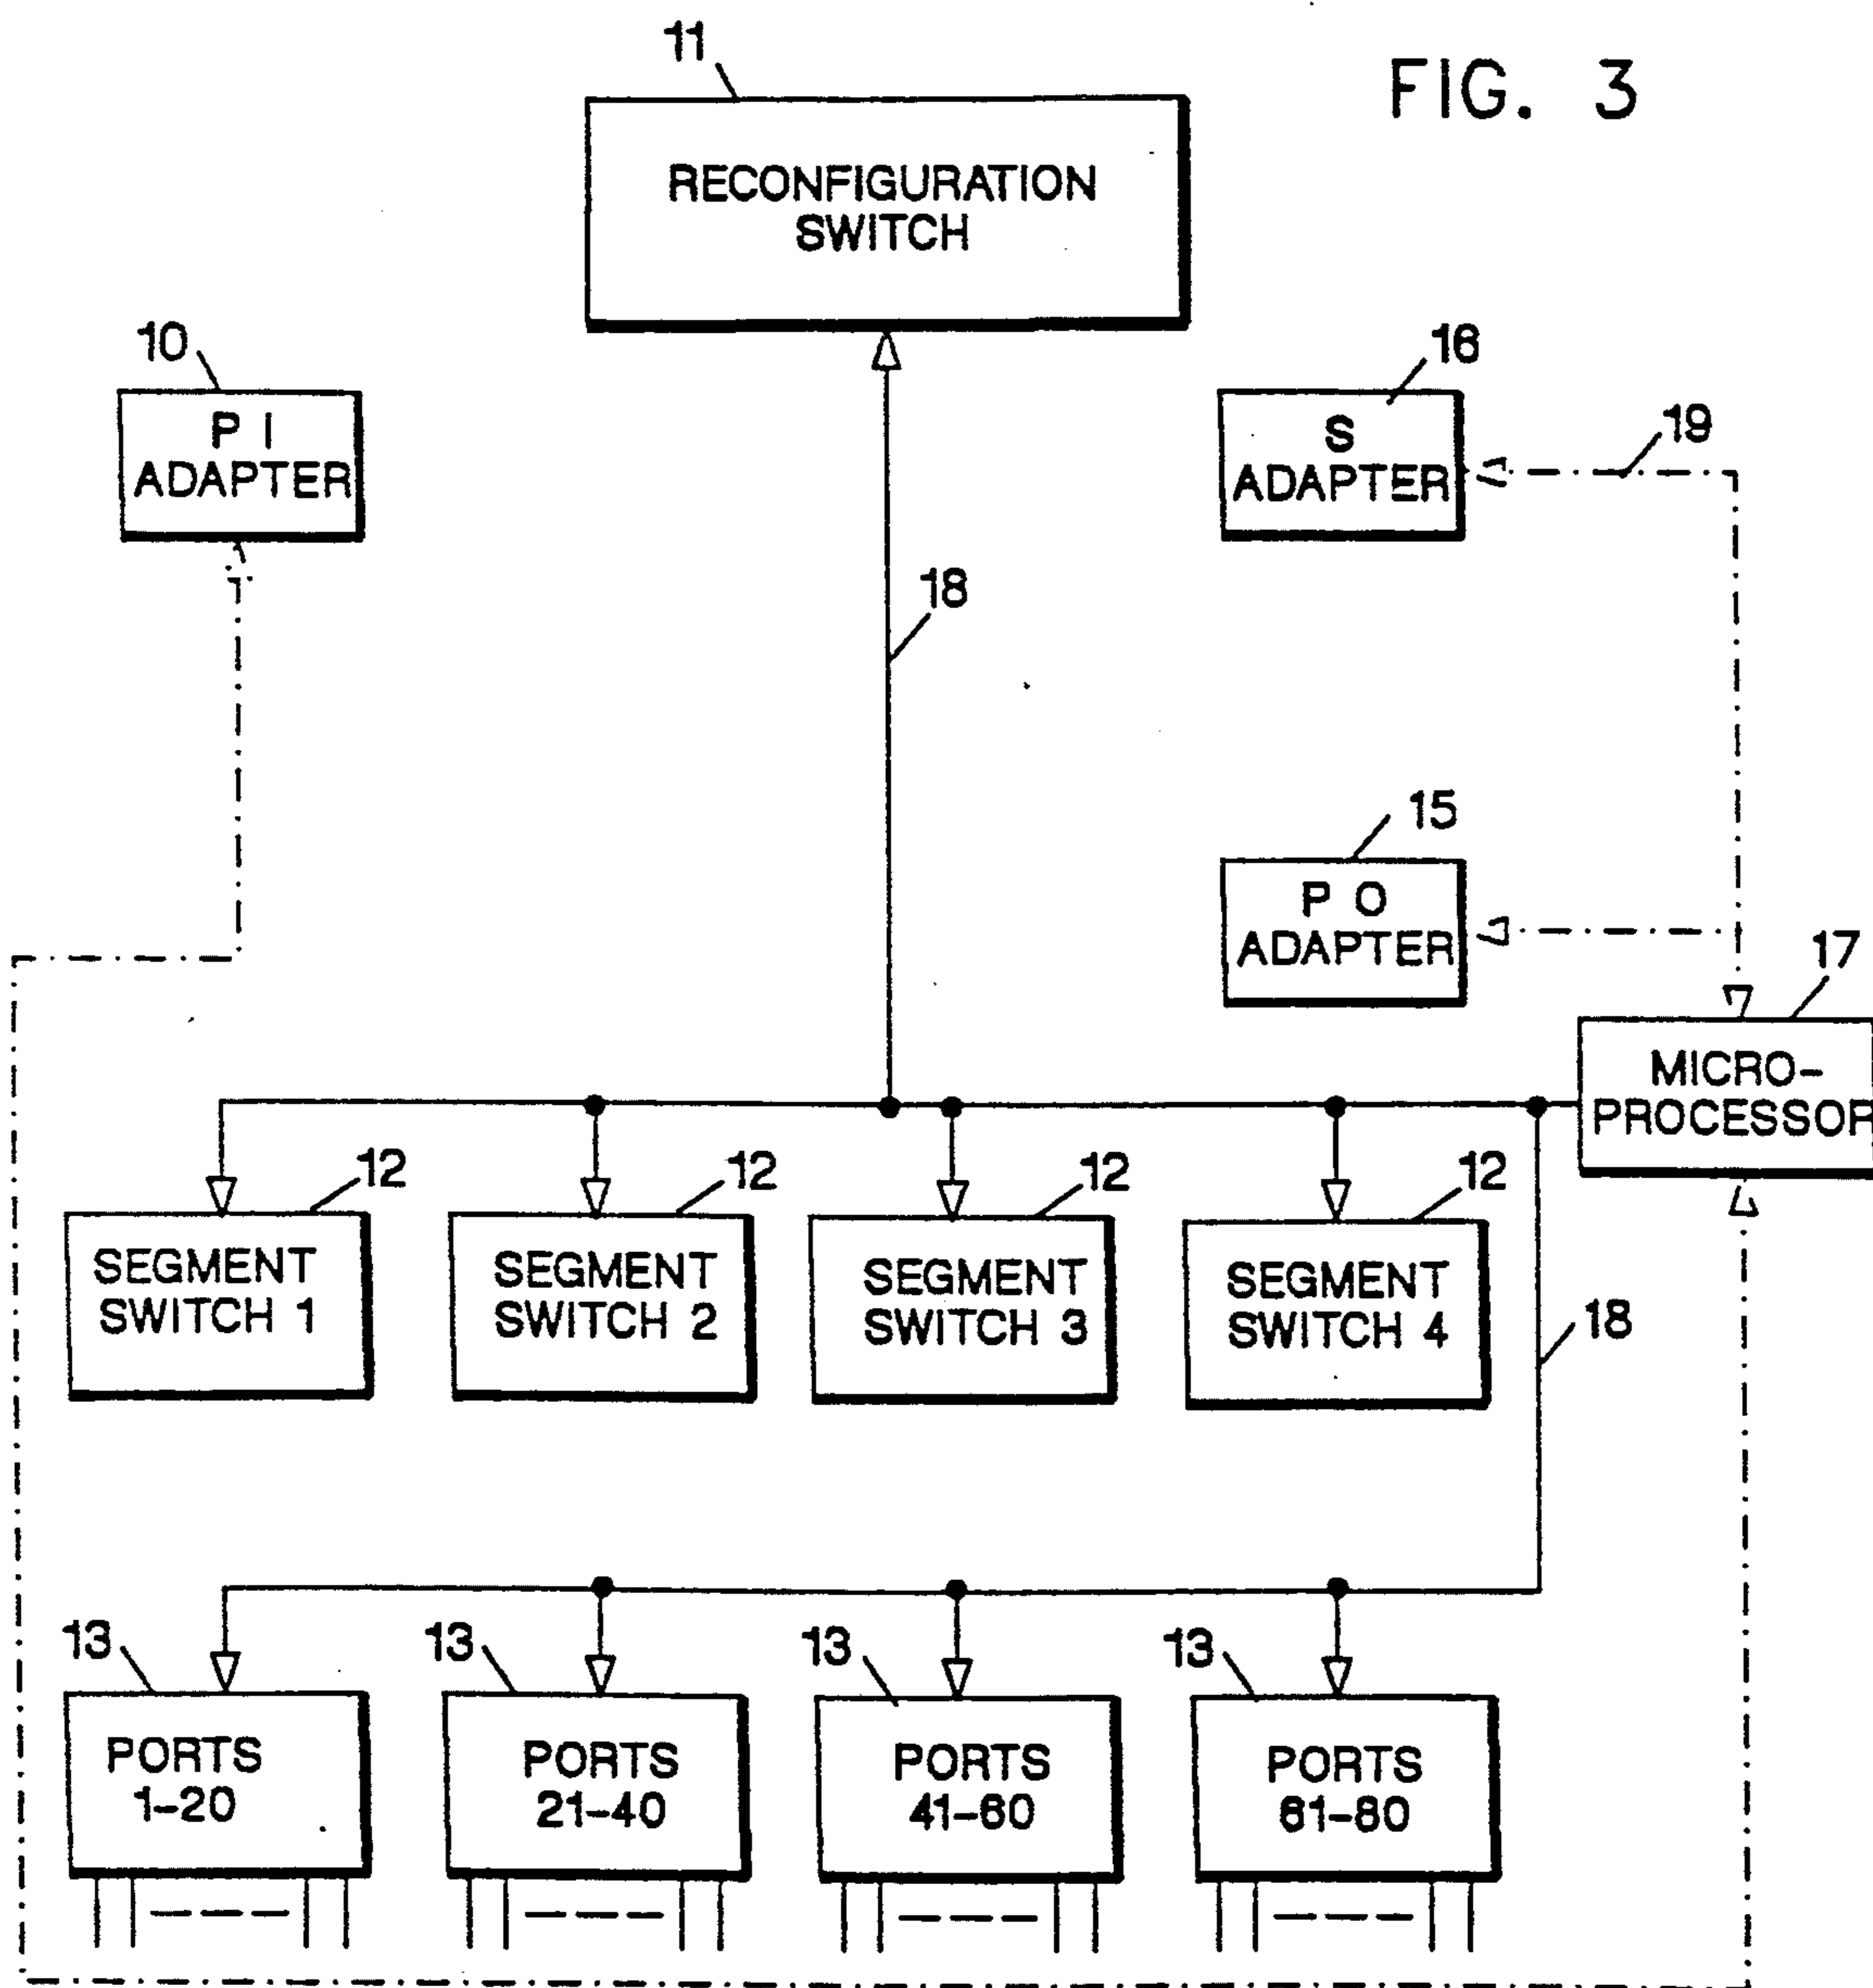 FIG. 3
11
RECONFIGURATION
SWITCH
10
P I
ADAPTER
16
S
ADAPTER
19
18
15
P O
ADAPTER
17
MICRO-
PROCESSOR
12
SEGMENT
SWITCH 1
12
SEGMENT
SWITCH 2
12
SEGMENT
SWITCH 3
12
SEGMENT
SWITCH 4
18
13
PORTS
1-20
13
PORTS
21-40
13
PORTS
41-60
13
PORTS
61-80